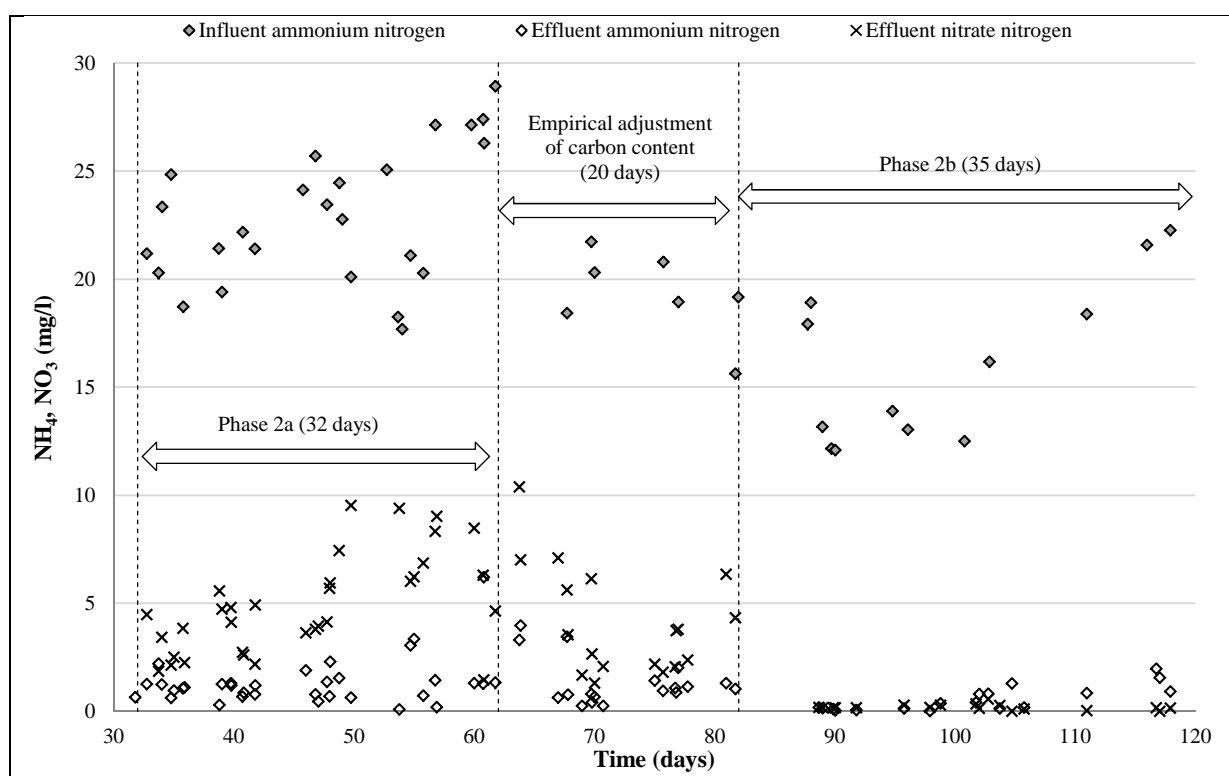 Influent ammonium nitrogen Effluent ammonium nitrogen Effluent nitrate nitrogen
30
25
20
15
10
5
0
NH4, NO3 (mg/l)
Empirical adjustment
of carbon content
(20 days)
Phase 2b (35 days)
Phase 2a (32 days)
30 40 50 60 70 80 90 100 110 120
Time (days)